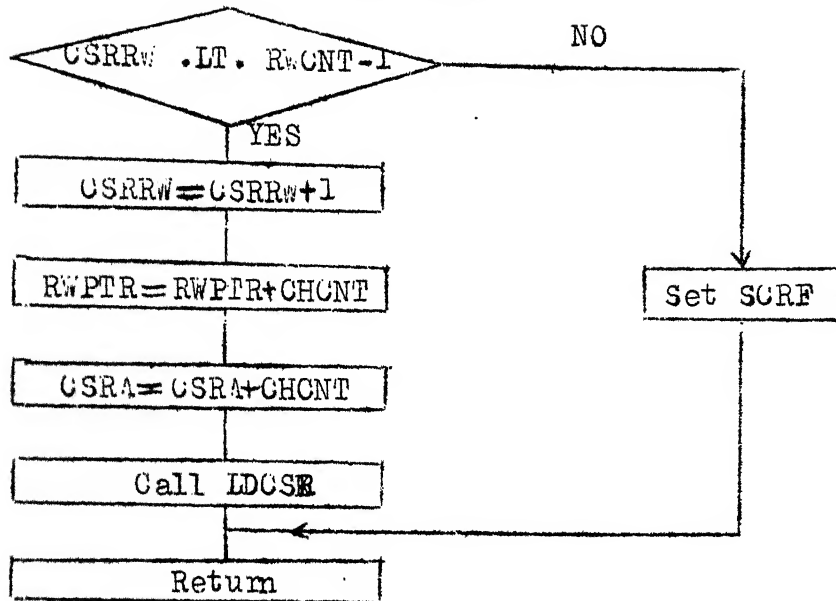 CSRRW .LT. RWCNT-1
NO
YES
CSRRW=CSRRW+1
RWPTR=RWPTR+CHCNT
Set SCRF
CSRA=CSRA+CHCNT
Call LDCSR
Return